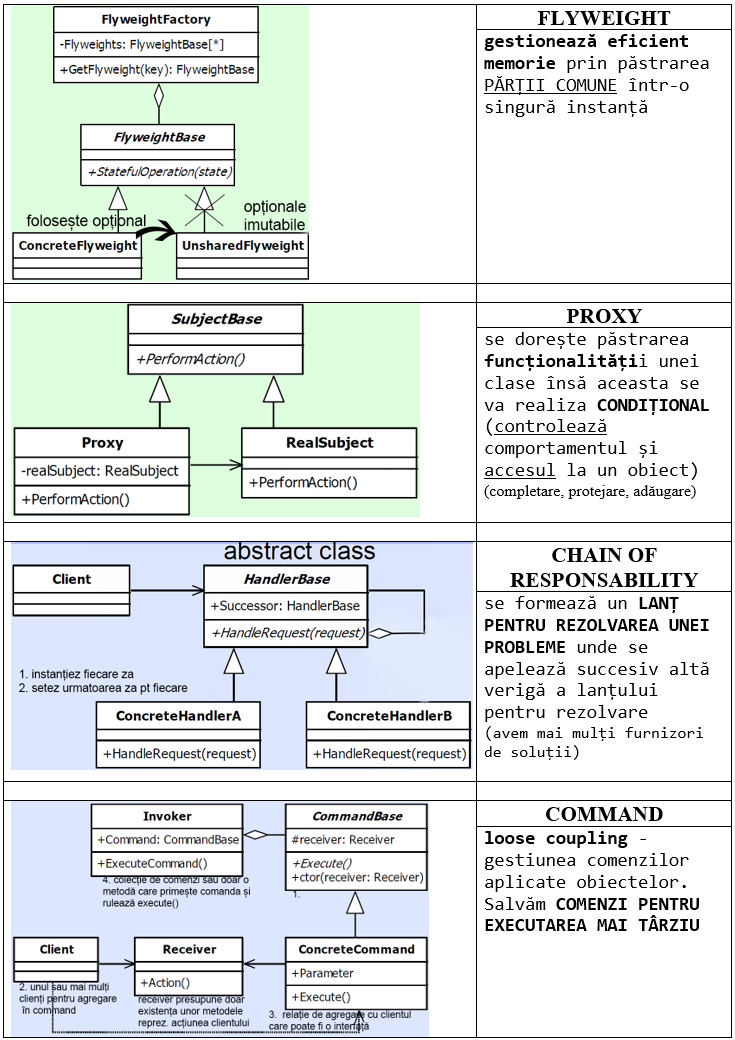 FlyweightFactory
-Flyweights: FlyweightBase[*]
+GetFlyweight(key): FlyweightBase
FlyweightBase
+StatefulOperation(state)
folosește opțional
opționale
imutabile
ConcreteFlyweight
UnsharedFlyweight
FLYWEIGHT
gestionează eficient
memorie prin păstrarea
PĂRȚII COMUNE într-o
singură instanță
SubjectBase
+PerformAction()
Proxy
-realSubject: RealSubject
+PerformAction()
RealSubject
+PerformAction()
PROXY
se dorește păstrarea
funcționalității unei
clase însă aceasta se
va realiza CONDIȚIONAL
(controlează
comportamentul și
accesul la un obiect)
(completare, protejare, adăugare)
abstract class
Client
HandlerBase
+Successor: HandlerBase
+HandleRequest(request)
1. instanțiez fiecare za
2. setez urmatoarea za pt fiecare
ConcreteHandlerA
+HandleRequest(request)
ConcreteHandlerB
+HandleRequest(request)
CHAIN OF
RESPONSABILITY
se formează un LANȚ
PENTRU REZOLVAREA UNEI
PROBLEME unde se
apelează succesiv altă
verigă a lanțului
pentru rezolvare
(avem mai mulți furnizori
de soluții)
Invoker
+Command: CommandBase
+ExecuteCommand()
4. colecție de comenzi sau doar o
metodă care primește comanda și
rulează execute()
CommandBase
#receiver: Receiver
+Execute()
+ctor(receiver: Receiver)
1.
Client
2. unul sau mai mulți
clienți pentru agregare
în command
Receiver
+Action()
receiver presupune doar
existența unor metodele
reprez. acțiunea clientului
ConcreteCommand
+Parameter
+Execute()
3. relație de agregare cu clientul
care poate fi o interfață
COMMAND
loose coupling -
gestiunea comenzilor
aplicate obiectelor.
Salvăm COMENZI PENTRU
EXECUTAREA MAI TÂRZIU